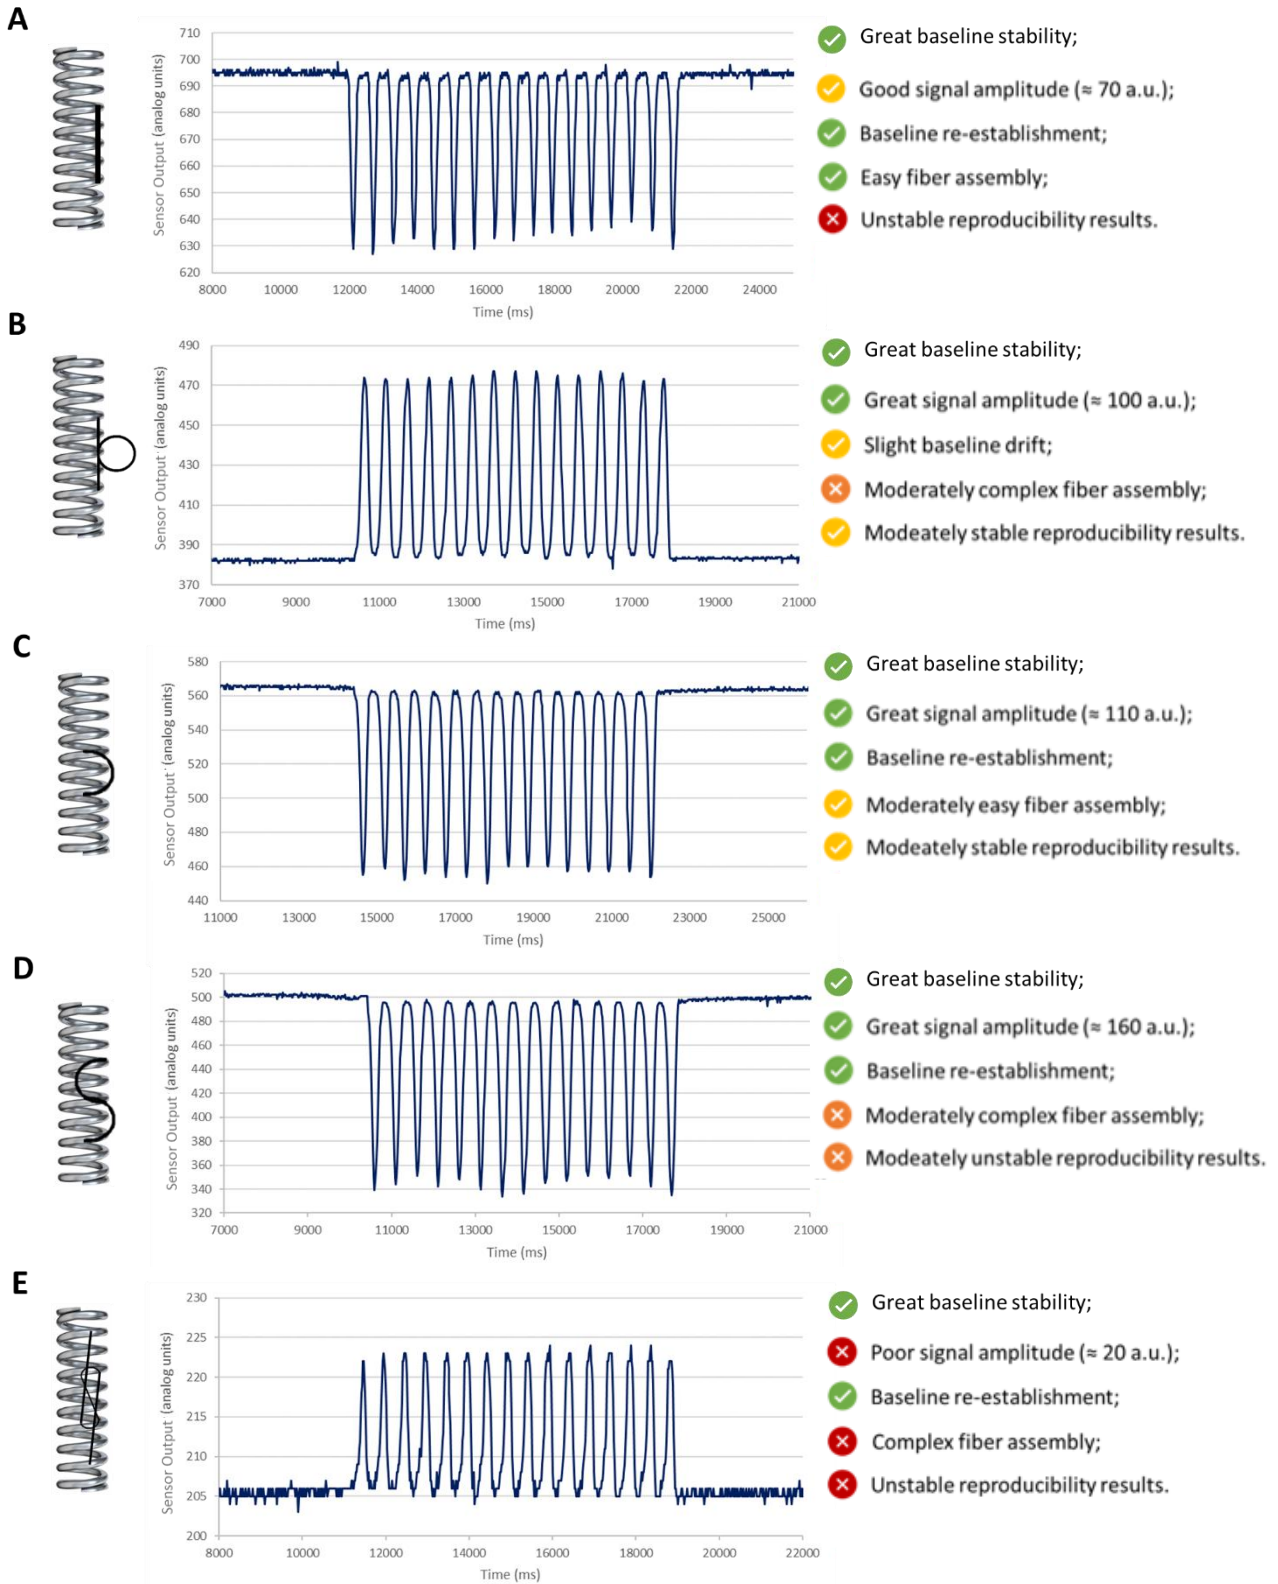 A
Sensor Output (analog units)
710
700
690
680
670
660
650
640
630
620
8000 10000 12000 14000 16000 18000 20000 22000 24000
Time (ms)
Great baseline stability;
Good signal amplitude (≈ 70 a.u.);
Baseline re-establishment;
Easy fiber assembly;
Unstable reproducibility results.
B
Sensor Output (analog units)
490
470
450
430
410
390
370
7000 9000 11000 13000 15000 17000 19000 21000
Time (ms)
Great baseline stability;
Great signal amplitude (≈ 100 a.u.);
Slight baseline drift;
Moderately complex fiber assembly;
Modeately stable reproducibility results.
C
Sensor Output (analog units)
580
560
540
520
500
480
460
440
11000 13000 15000 17000 19000 21000 23000 25000
Time (ms)
Great baseline stability;
Great signal amplitude (≈ 110 a.u.);
Baseline re-establishment;
Moderately easy fiber assembly;
Modeately stable reproducibility results.
D
Sensor Output (analog units)
520
500
480
460
440
420
400
380
360
340
320
7000 9000 11000 13000 15000 17000 19000 21000
Time (ms)
Great baseline stability;
Great signal amplitude (≈ 160 a.u.);
Baseline re-establishment;
Moderately complex fiber assembly;
Modeately unstable reproducibility results.
E
Sensor Output (analog units)
230
225
220
215
210
205
200
8000 10000 12000 14000 16000 18000 20000 22000
Time (ms)
Great baseline stability;
Poor signal amplitude (≈ 20 a.u.);
Baseline re-establishment;
Complex fiber assembly;
Unstable reproducibility results.